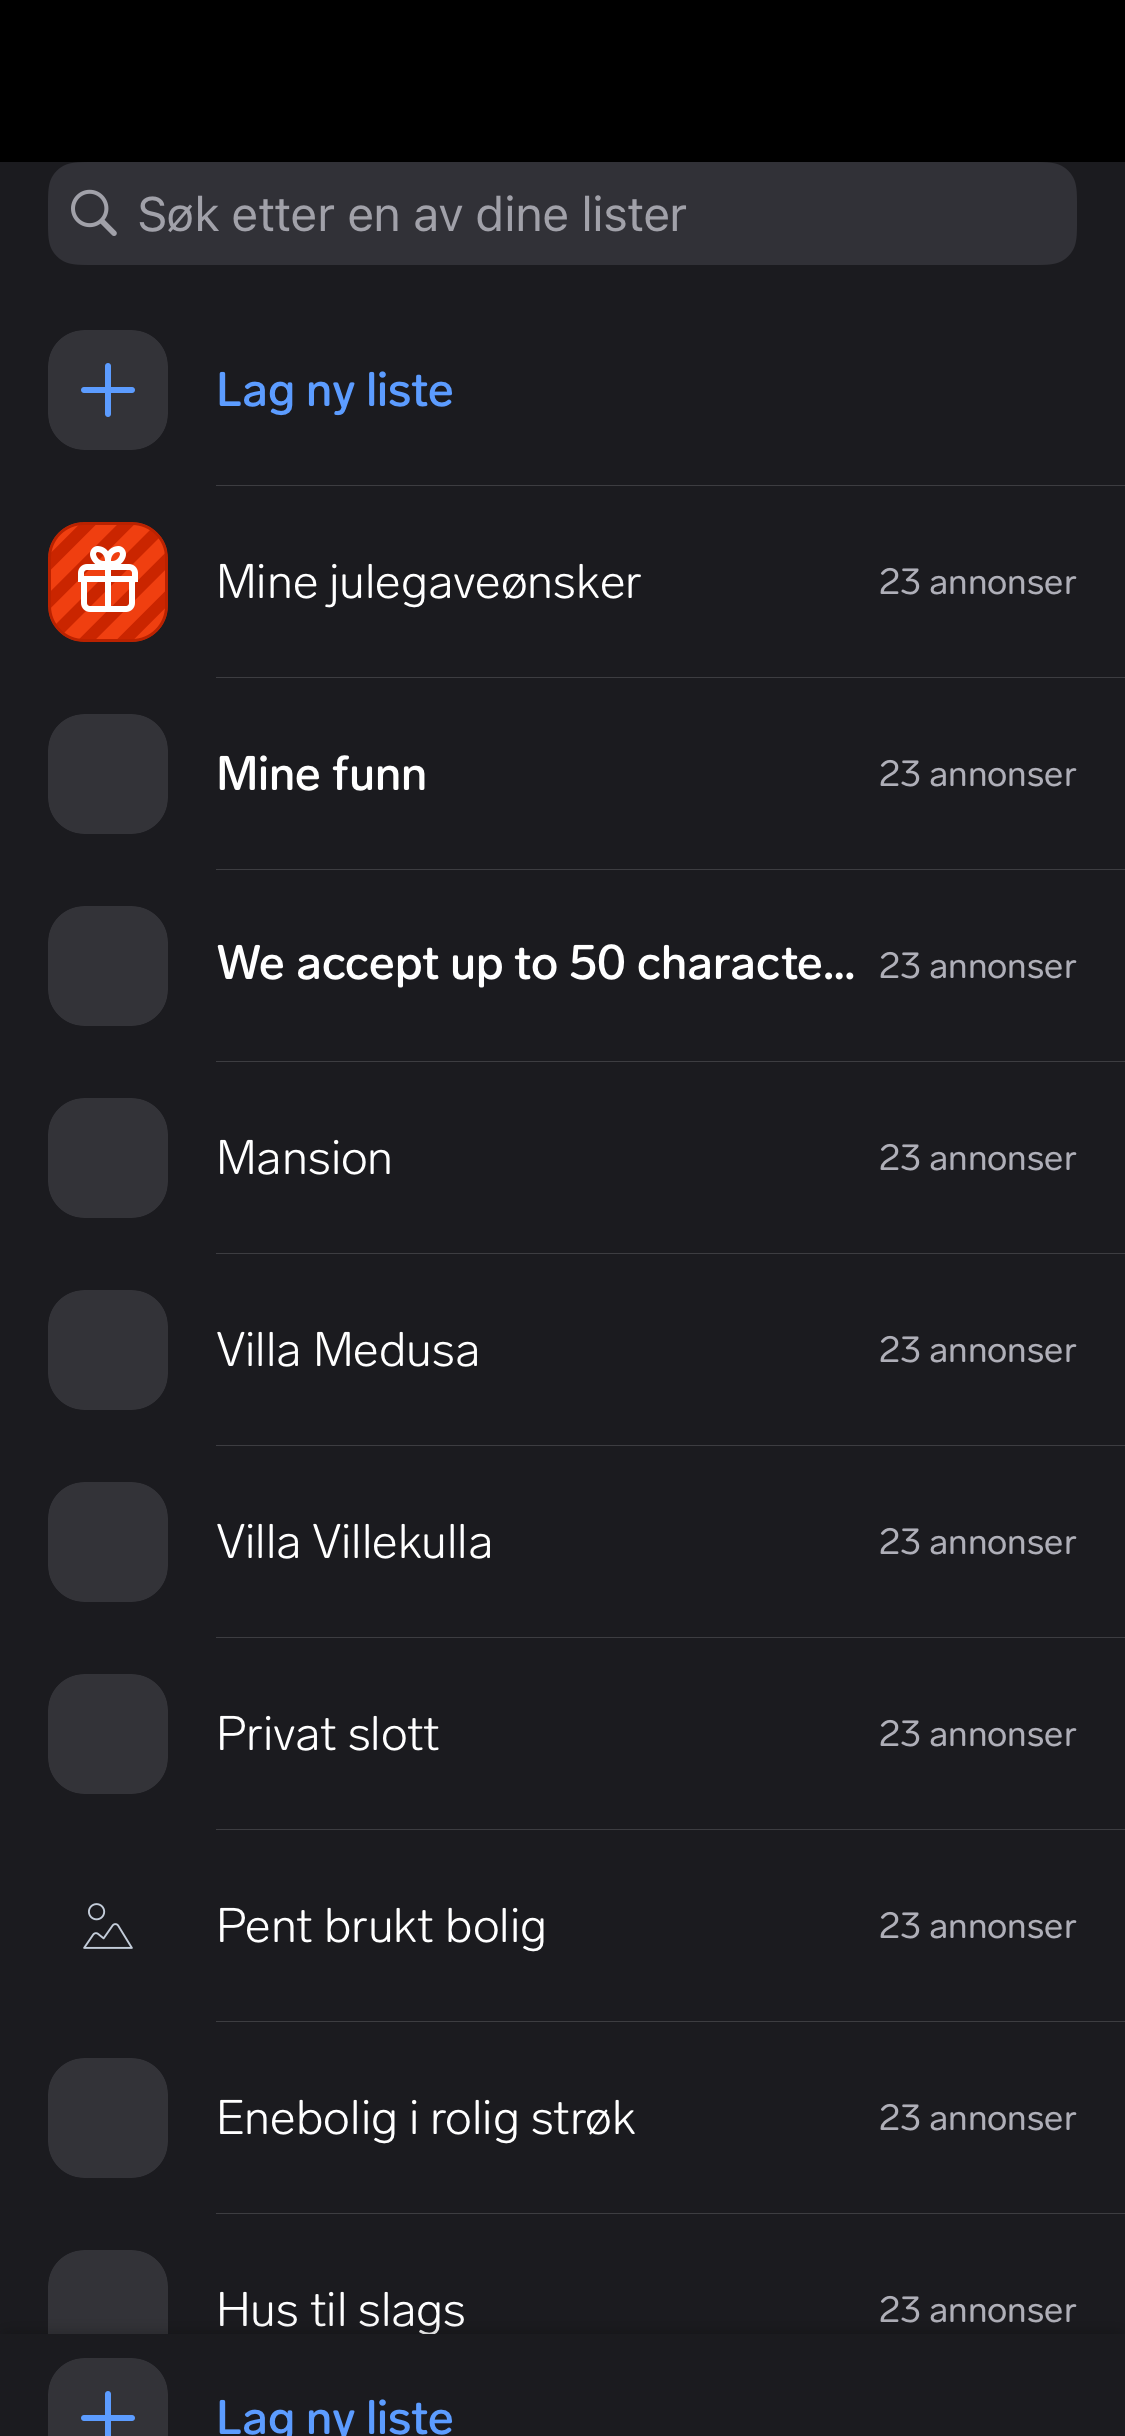 Søk etter en av dine lister
Lag ny liste
Mine julegaveønsker 23 annonser
Mine funn 23 annonser
We accept up to 50 characte... 23 annonser
Mansion 23 annonser
Villa Medusa 23 annonser
Villa Villekulla 23 annonser
Privat slott 23 annonser
Pent brukt bolig 23 annonser
Enebolig i rolig strøk 23 annonser
Hus til slags 23 annonser
Lag ny liste